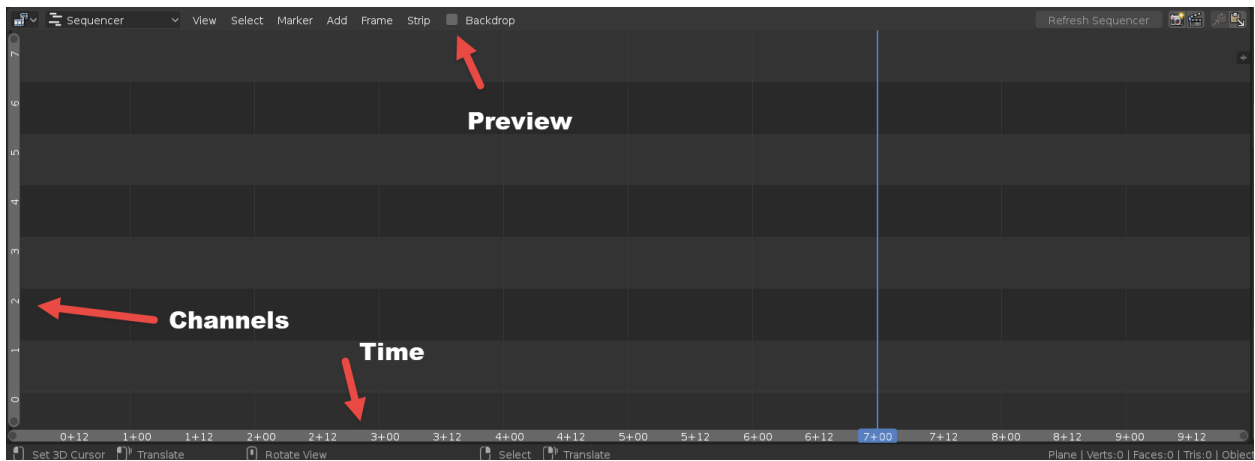 Sequencer View Select Marker Add Frame Strip Backdrop Refresh Sequencer
7
6
Preview
5
4
3
2
Channels
1
Time
0
0+12 1+00 1+12 2+00 2+12 3+00 3+12 4+00 4+12 5+00 5+12 6+00 6+12 7+00 7+12 8+00 8+12 9+00 9+12
Set 3D Cursor Translate Rotate View Select Translate Plane | Verts:0 | Faces:0 | Tris:0 | Object